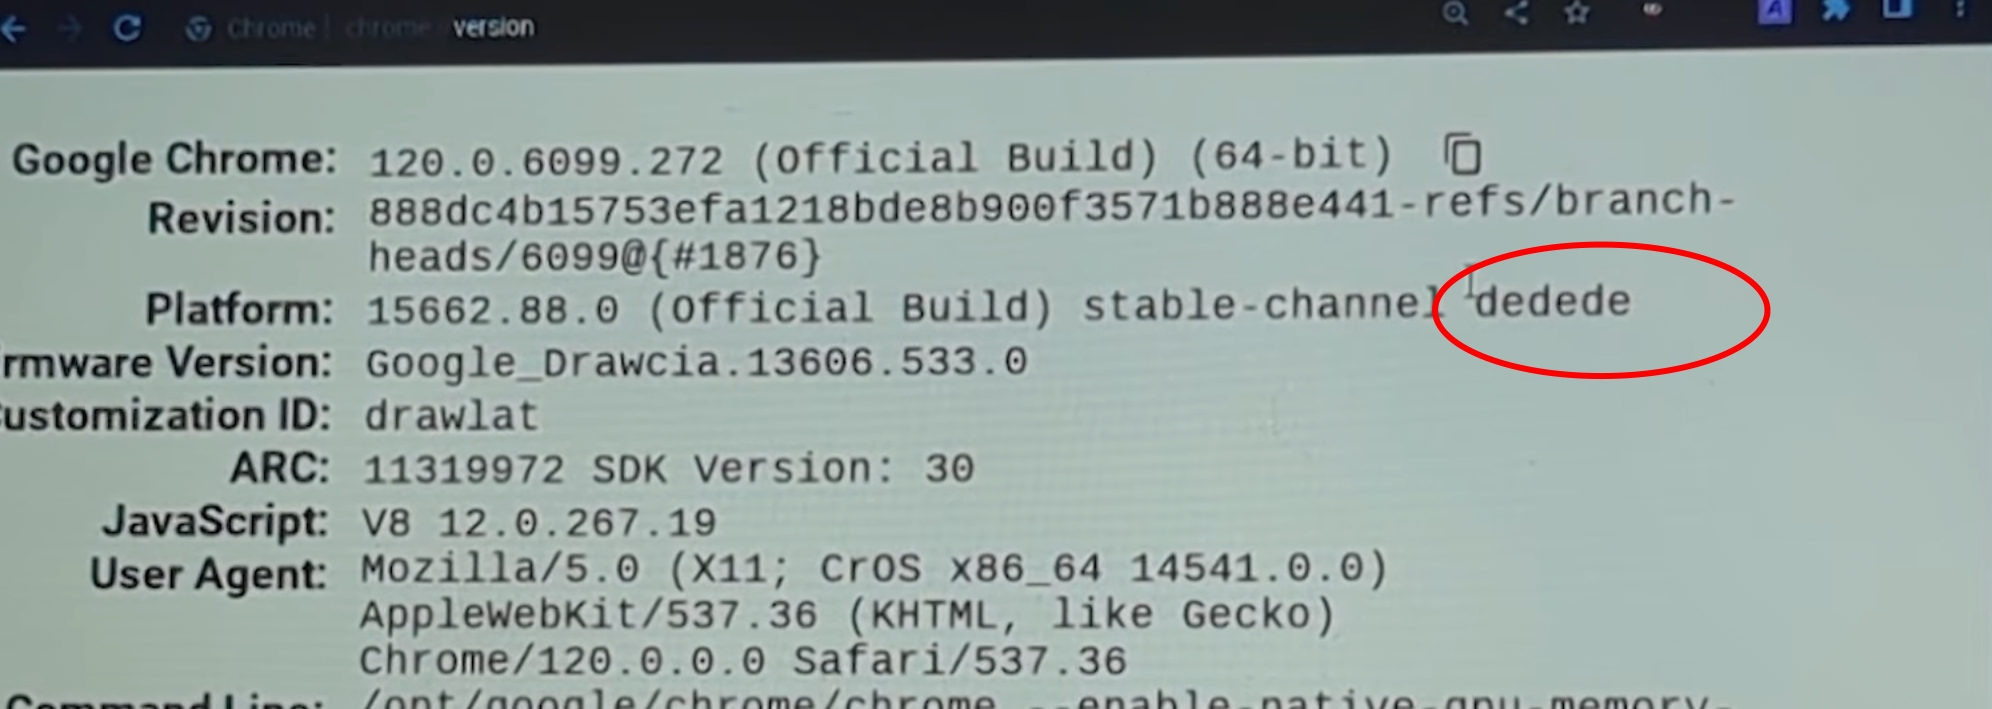 Chrome | chrome version
Google Chrome: 120.0.6099.272 (Official Build) (64-bit)
Revision: 888dc4b15753efa1218bde8b900f3571b888e441-refs/branch-
heads/6099@{#1876}
Platform: 15662.88.0 (Official Build) stable-channel dedede
rmware Version: Google_Drawcia.13606.533.0
ustomization ID: drawlat
ARC: 11319972 SDK Version: 30
JavaScript: V8 12.0.267.19
User Agent: Mozilla/5.0 (X11; CrOS x86_64 14541.0.0)
AppleWebKit/537.36 (KHTML, like Gecko)
Chrome/120.0.0.0 Safari/537.36
Command Line: /opt/google/chrome/chrome --enable-native-gpu-memory-